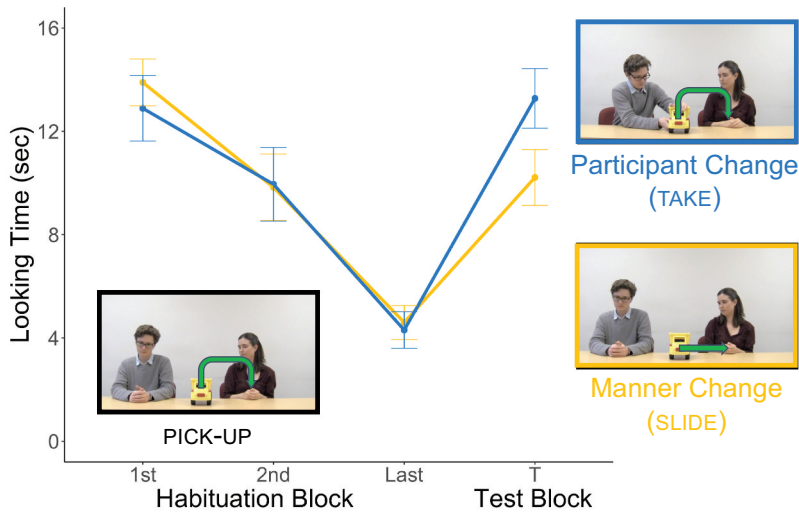 16
12
8
4
0
Looking Time (sec)
PICK-UP
1st
2nd
Last
T
Habituation Block
Test Block
Participant Change
(TAKE)
Manner Change
(SLIDE)